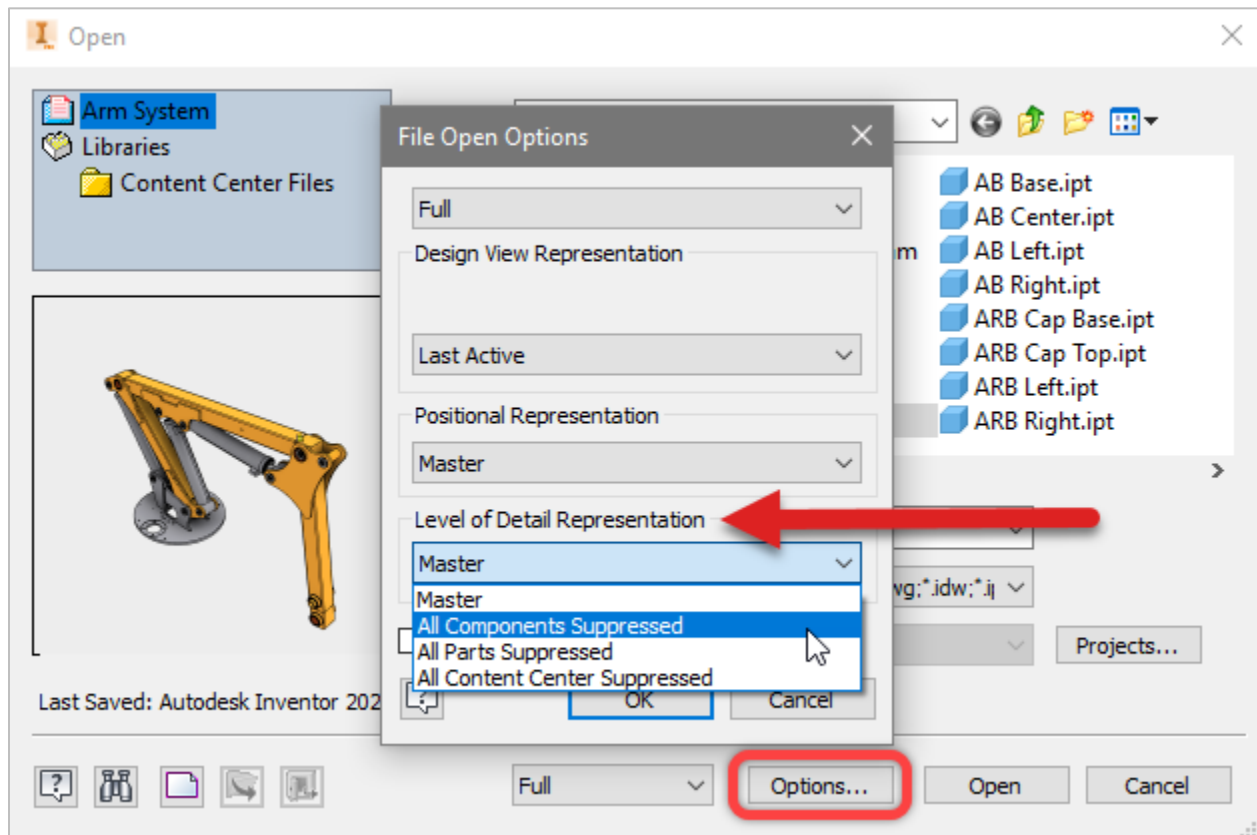 Open
Arm System
Libraries
Content Center Files
File Open Options
Full
Design View Representation
Last Active
Positional Representation
Master
Level of Detail Representation
Master
Master
All Components Suppressed
All Parts Suppressed
All Content Center Suppressed
OK
Cancel
m
AB Base.ipt
AB Center.ipt
AB Left.ipt
AB Right.ipt
ARB Cap Base.ipt
ARB Cap Top.ipt
ARB Left.ipt
ARB Right.ipt
wg;*.idw;*.i
Projects...
Last Saved: Autodesk Inventor 202
Full
Options...
Open
Cancel